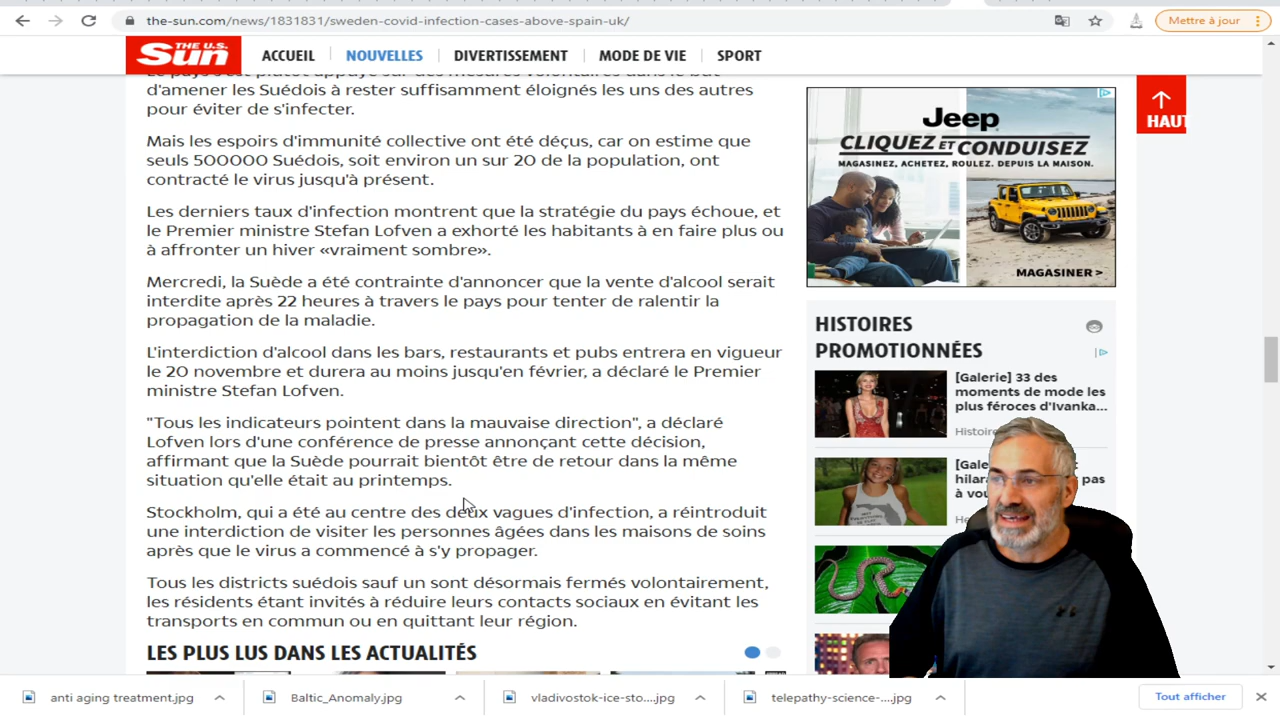 the-sun.com/news/1831831/sweden-covid-infection-cases-above-spain-uk/
Mettre à jour
THE U.S.
Sun
ACCUEIL
NOUVELLES
DIVERTISSEMENT
MODE DE VIE
SPORT
Le pays s'est plutôt appuyé sur des mesures volontaires dans le but
d'amener les Suédois à rester suffisamment éloignés les uns des autres
pour éviter de s'infecter.
Mais les espoirs d'immunité collective ont été déçus, car on estime que
seuls 500000 Suédois, soit environ un sur 20 de la population, ont
contracté le virus jusqu'à présent.
Les derniers taux d'infection montrent que la stratégie du pays échoue, et
le Premier ministre Stefan Lofven a exhorté les habitants à en faire plus ou
à affronter un hiver «vraiment sombre».
Mercredi, la Suède a été contrainte d'annoncer que la vente d'alcool serait
interdite après 22 heures à travers le pays pour tenter de ralentir la
propagation de la maladie.
L'interdiction d'alcool dans les bars, restaurants et pubs entrera en vigueur
le 20 novembre et durera au moins jusqu'en février, a déclaré le Premier
ministre Stefan Lofven.
"Tous les indicateurs pointent dans la mauvaise direction", a déclaré
Lofven lors d'une conférence de presse annonçant cette décision,
affirmant que la Suède pourrait bientôt être de retour dans la même
situation qu'elle était au printemps.
Stockholm, qui a été au centre des deux vagues d'infection, a réintroduit
une interdiction de visiter les personnes âgées dans les maisons de soins
après que le virus a commencé à s'y propager.
Tous les districts suédois sauf un sont désormais fermés volontairement,
les résidents étant invités à réduire leurs contacts sociaux en évitant les
transports en commun ou en quittant leur région.
LES PLUS LUS DANS LES ACTUALITÉS
Jeep
CLIQUEZ ET CONDUISEZ
MAGASINEZ, ACHETEZ, ROULEZ. DEPUIS LA MAISON.
MAGASINER >
HAUT
HISTOIRES
PROMOTIONNÉES
[Galerie] 33 des
moments de mode les
plus féroces d'Ivanka...
pas
à
anti aging treatment.jpg
Baltic_Anomaly.jpg
vladivostok-ice-sto....jpg
telepathy-science-....jpg
Tout afficher